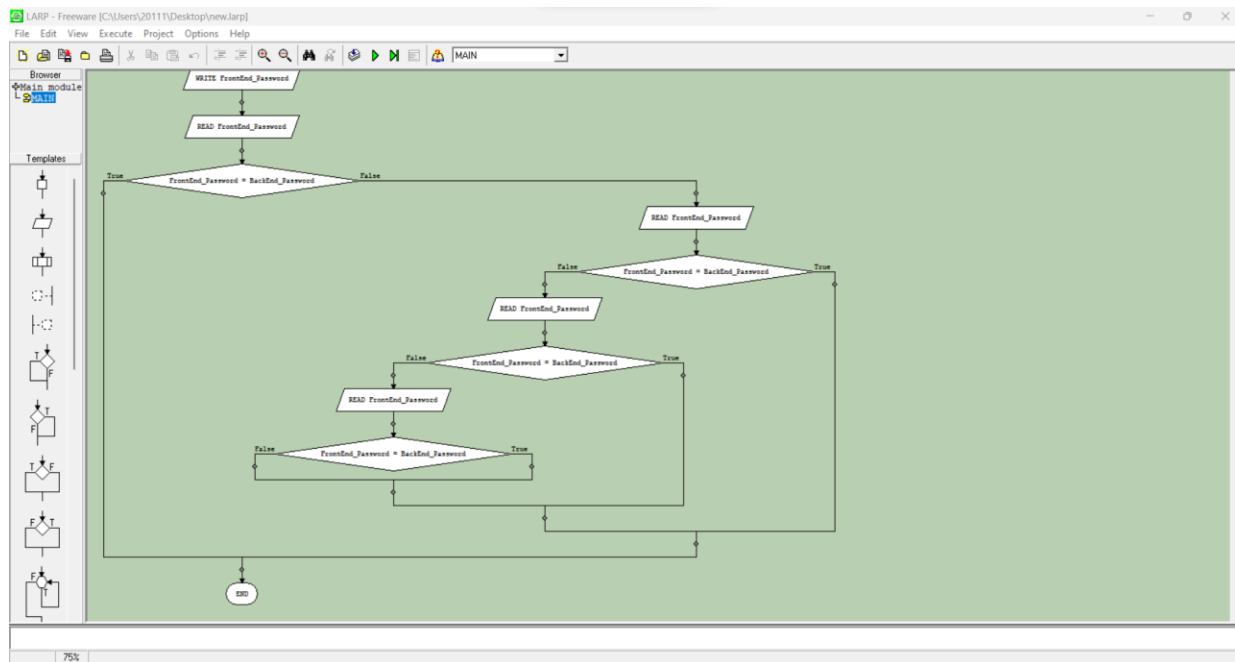 LARP - Freeware [C:\Users\20111\Desktop\new.larp]
File Edit View Execute Project Options Help
MAIN
Browser
Main module
MAIN
Templates
WRITE FrontEnd_Password
READ FrontEnd_Password
True
FrontEnd_Password = BackEnd_Password
False
READ FrontEnd_Password
False
FrontEnd_Password = BackEnd_Password
True
READ FrontEnd_Password
False
FrontEnd_Password = BackEnd_Password
True
READ FrontEnd_Password
False
FrontEnd_Password = BackEnd_Password
True
END
T
F
T
F
T F
F T
F
T
75%